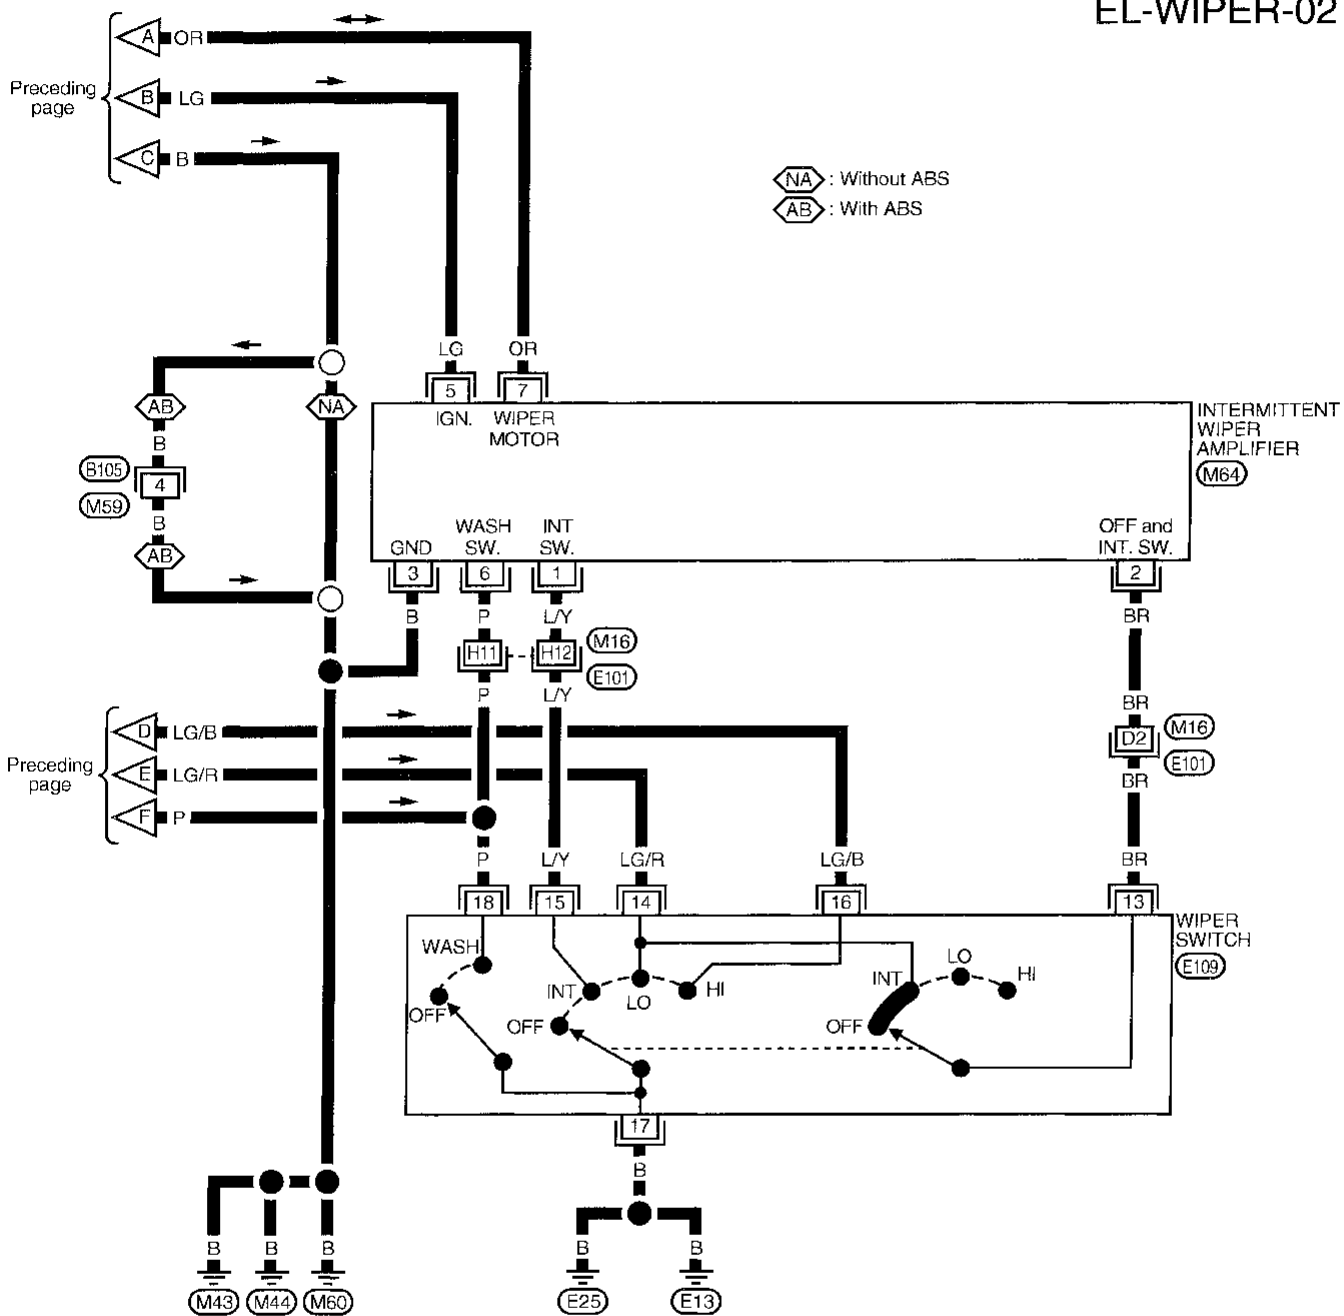 EL-WIPER-02
A OR
Preceding
page
B LG
C B
NA : Without ABS
AB : With ABS
LG OR
5 7
AB NA
IGN. WIPER
MOTOR
INTERMITTENT
WIPER
AMPLIFIER
M64
B
B105
4
M59
B
AB
GND
WASH
SW.
INT
SW.
OFF and
INT. SW.
3 6 1 2
B P L/Y BR
H11 H12
M16
E101
P L/Y
BR
D2
M16
E101
BR
Preceding
page
D LG/B
E LG/R
F P
P L/Y LG/R LG/B BR
18 15 14 16 13
WIPER
SWITCH
E109
WASH
OFF
INT
LO
HI
OFF
INT
LO
HI
OFF
17
B
B B B B B
M43 M44 M60 E25 E13